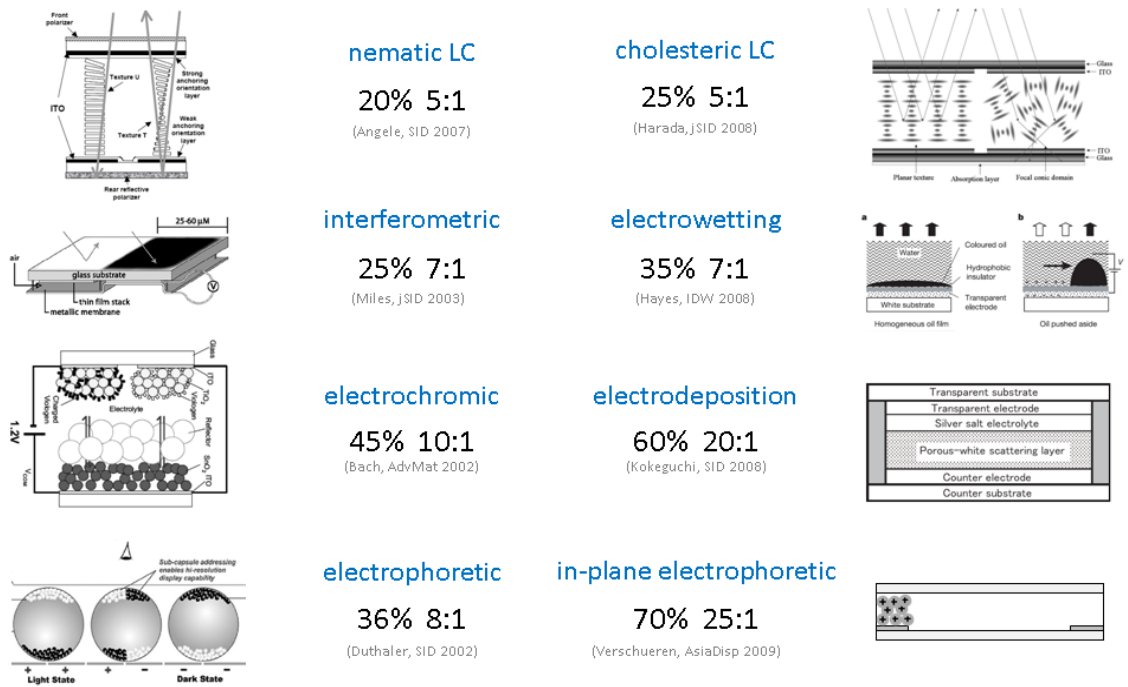 Front
polarizer
Texture U
Strong
anchoring
orientation
layer
ITO
Weak
anchoring
orientation
layer
Texture T
Rear reflective
polarizer
nematic LC
20% 5:1
(Angele, SID 2007)
cholesteric LC
25% 5:1
(Harada, jSID 2008)
Glass
ITO
ITO
Glass
Planar texture
Absorption layer
Focal conic domain
25-60 µM
air
glass substrate
thin film stack
metallic membrane
V
interferometric
25% 7:1
(Miles, jSID 2003)
electrowetting
35% 7:1
(Hayes, IDW 2008)
a
b
Water
Coloured oil
Hydrophobic
insulator
Transparent
electrode
V
White substrate
Homogeneous oil film
Oil pushed aside
Glass
ITO
TiO2
Viologen
Charged
Viologen
Electrolyte
Reflector
1.2V
SnO2
ITO
electrochromic
45% 10:1
(Bach, AdvMat 2002)
electrodeposition
60% 20:1
(Kokeguchi, SID 2008)
Transparent substrate
Transparent electrode
Silver salt electrolyte
Porous-white scattering layer
Counter electrode
Counter substrate
Sub-capsule addressing
enables hi-resolution
display capability
+ + + − − −
Light State
Dark State
electrophoretic
36% 8:1
(Duthaler, SID 2002)
in-plane electrophoretic
70% 25:1
(Verschueren, AsiaDisp 2009)